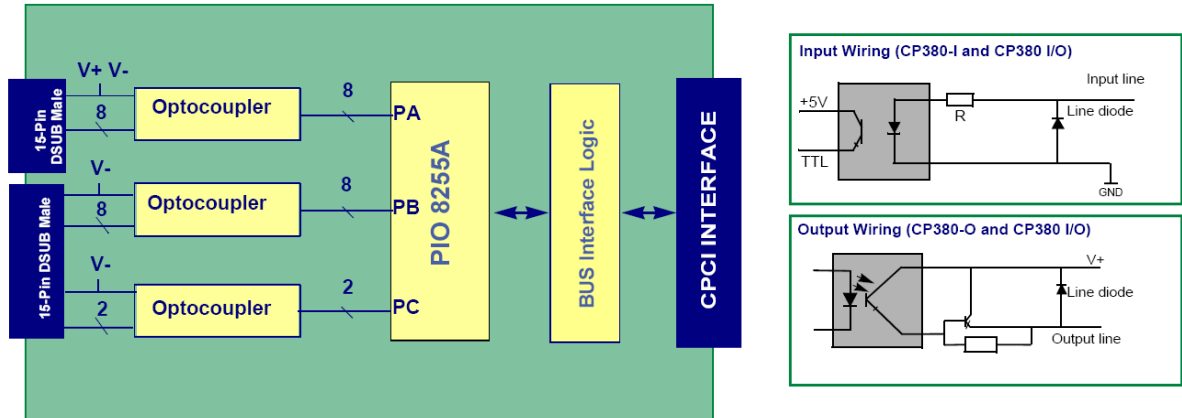 V+ V-
8
15-Pin
DSUB Male
Optocoupler
8
PA
V-
8
15-Pin DSUB Male
Optocoupler
8
PB
V-
2
Optocoupler
2
PC
PIO 8255A
BUS Interface Logic
CPCI INTERFACE
Input Wiring (CP380-I and CP380 I/O)
Input line
+5V
R
Line diode
TTL
GND
Output Wiring (CP380-O and CP380 I/O)
V+
Line diode
Output line